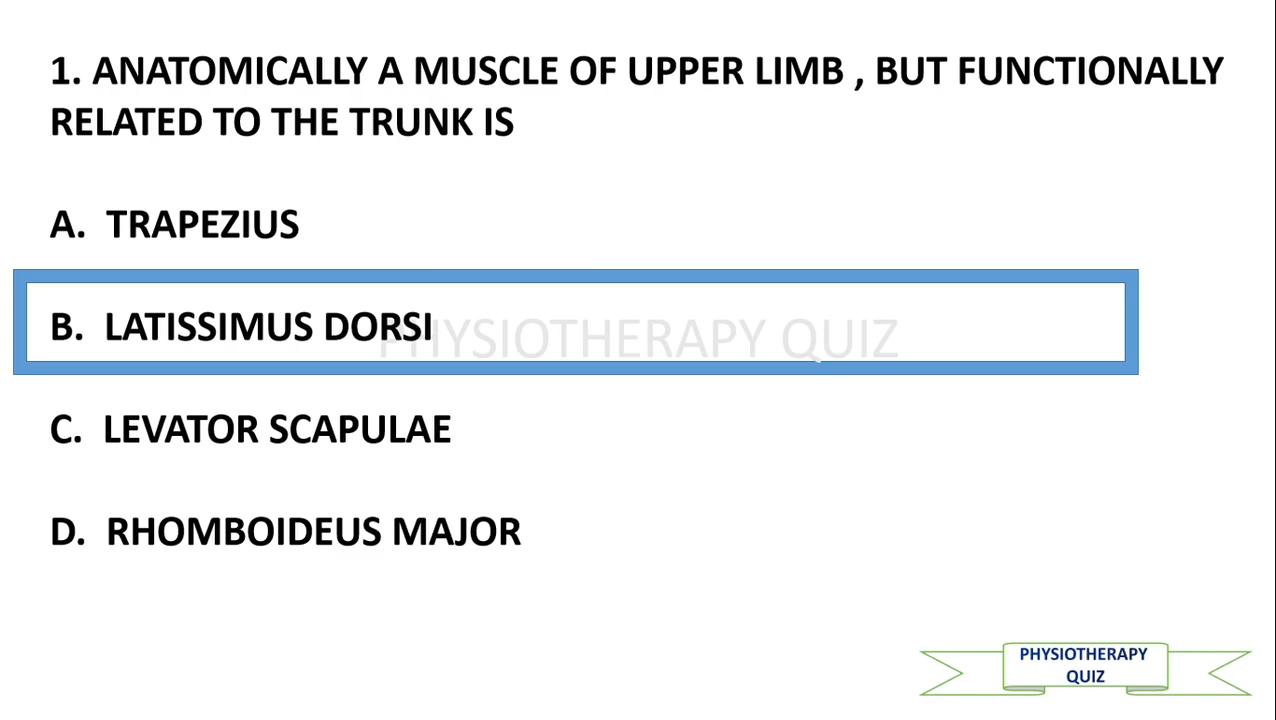 1. ANATOMICALLY A MUSCLE OF UPPER LIMB , BUT FUNCTIONALLY
RELATED TO THE TRUNK IS
A. TRAPEZIUS
B. LATISSIMUS DORSI
PHYSIOTHERAPY QUIZ
C. LEVATOR SCAPULAE
D. RHOMBOIDEUS MAJOR
PHYSIOTHERAPY
QUIZ